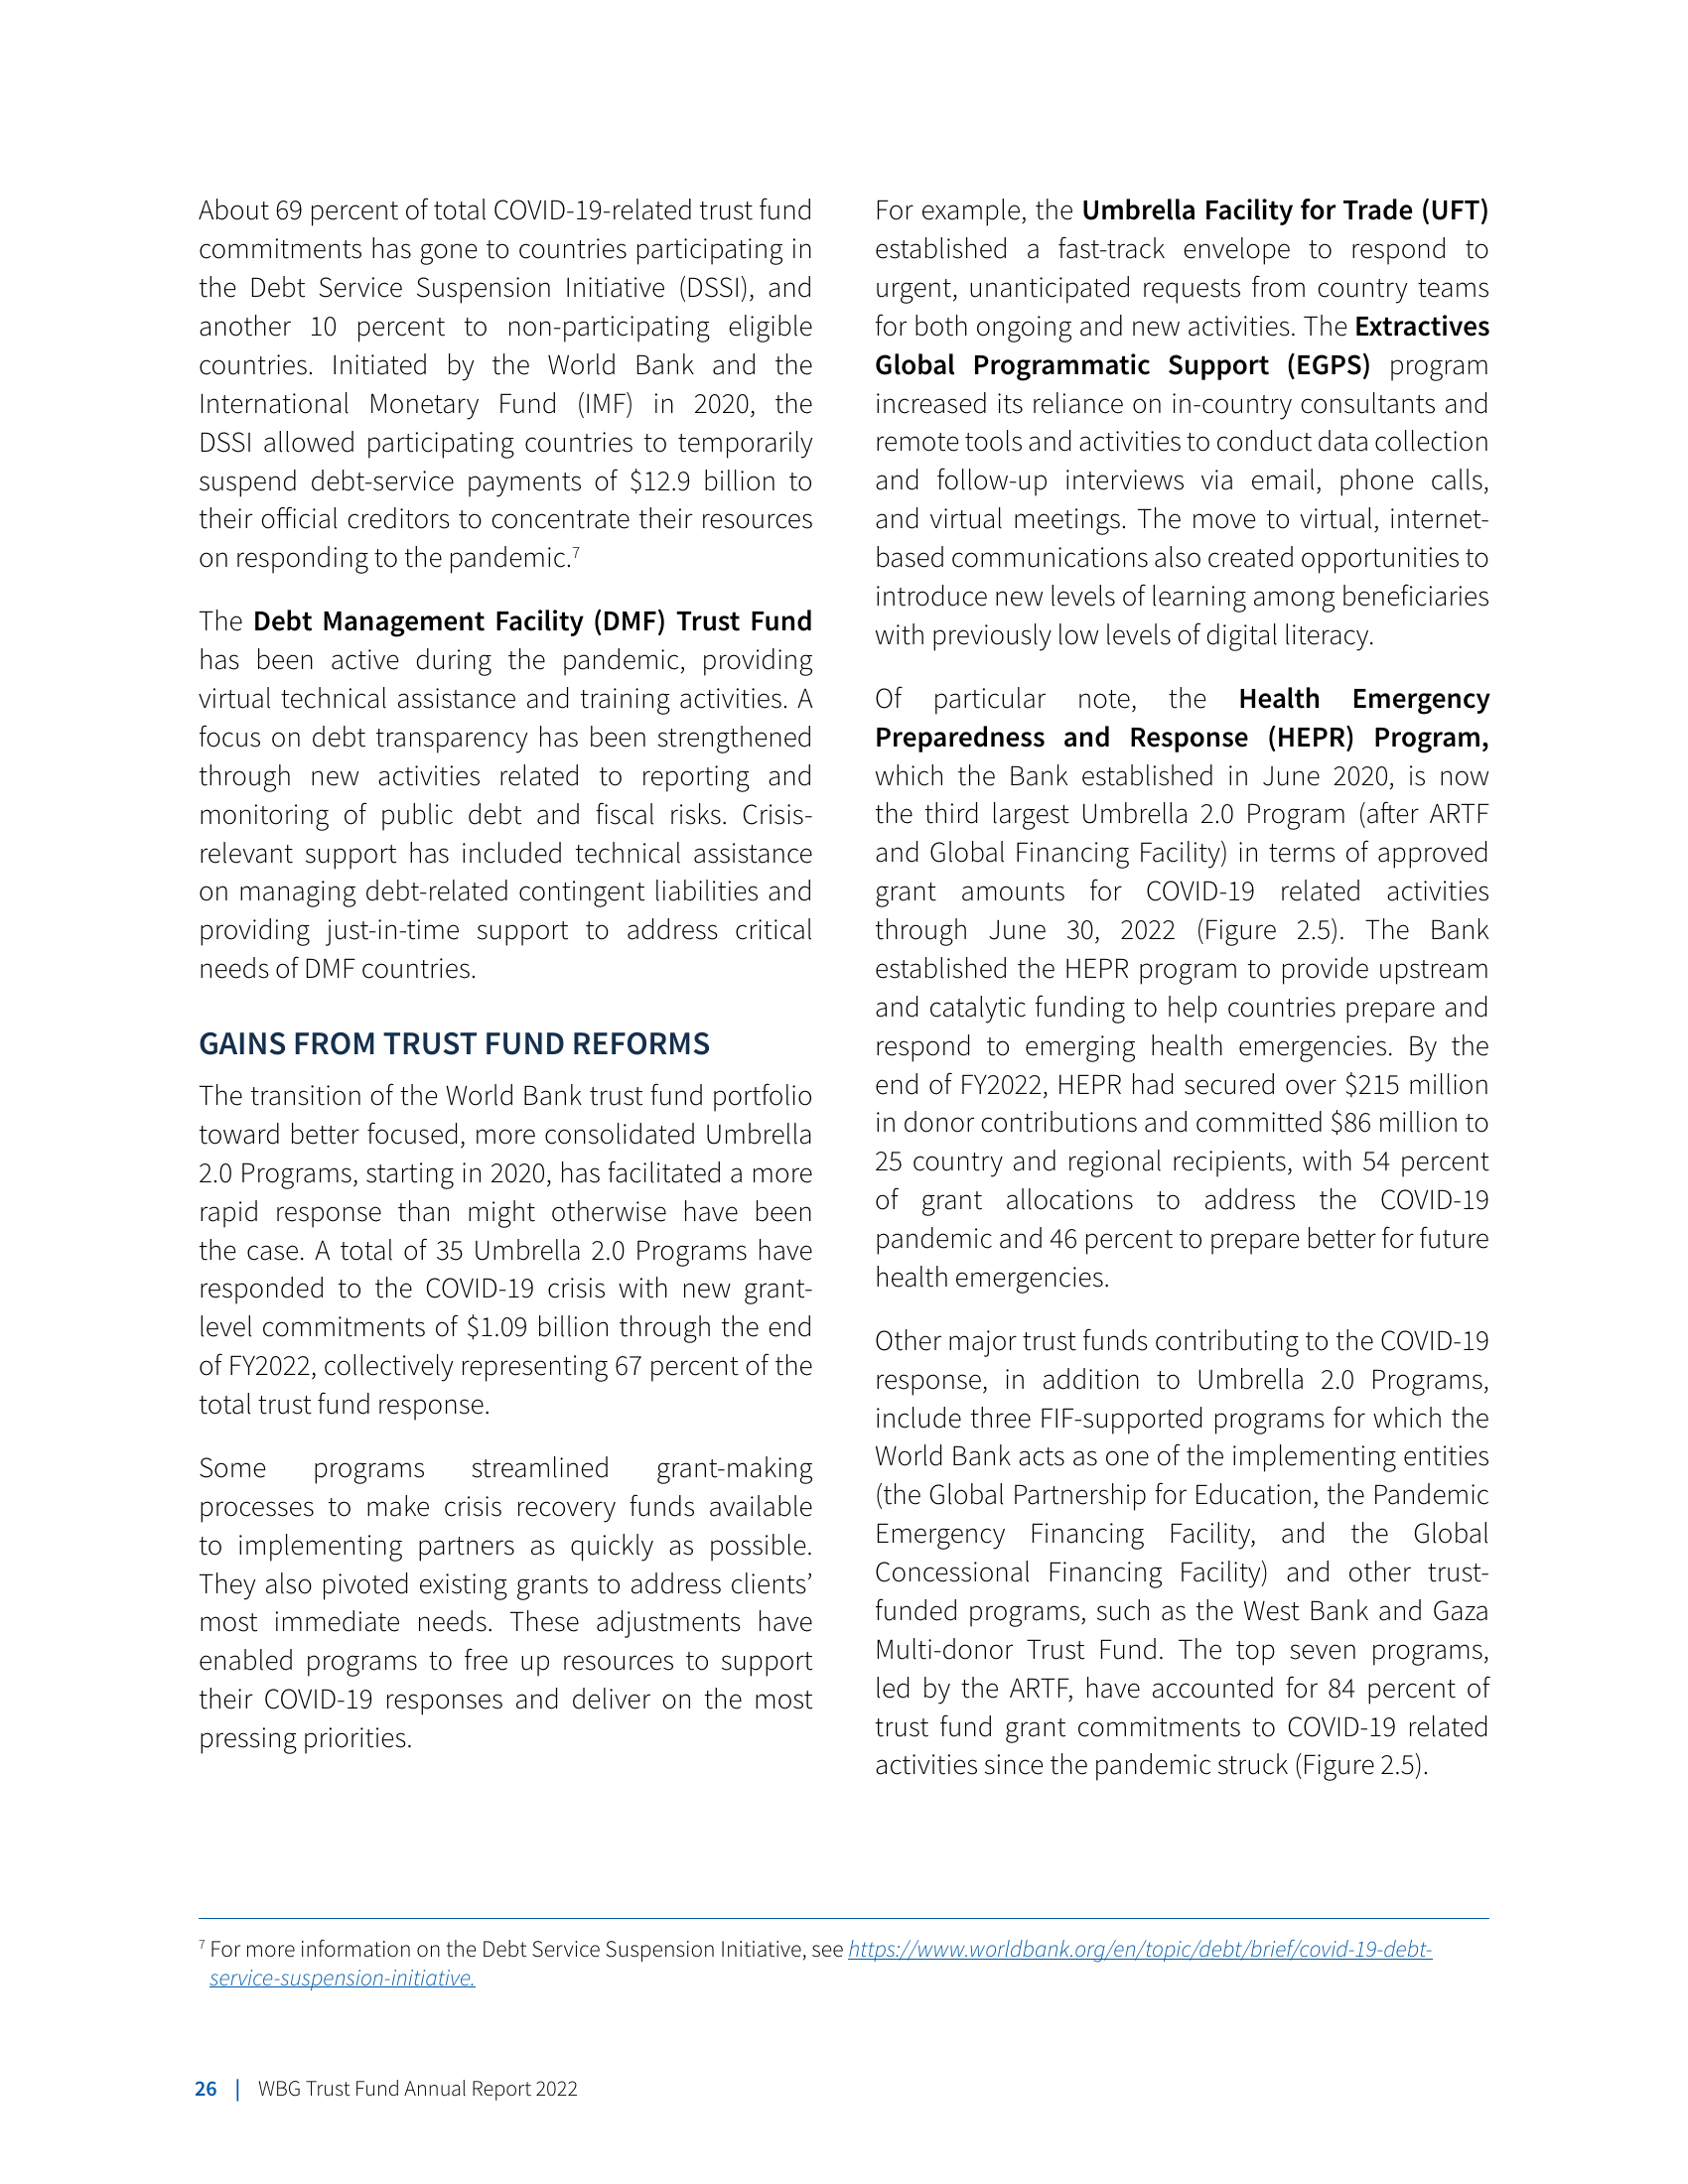 About 69 percent of total COVID-19-related trust fund
commitments has gone to countries participating in
the Debt Service Suspension Initiative (DSSI), and
another 10 percent to non-participating eligible
countries. Initiated by the World Bank and the
International Monetary Fund (IMF) in 2020, the
DSSI allowed participating countries to temporarily
suspend debt-service payments of $12.9 billion to
their official creditors to concentrate their resources
on responding to the pandemic.7
The Debt Management Facility (DMF) Trust Fund
has been active during the pandemic, providing
virtual technical assistance and training activities. A
focus on debt transparency has been strengthened
through new activities related to reporting and
monitoring of public debt and fiscal risks. Crisis-
relevant support has included technical assistance
on managing debt-related contingent liabilities and
providing just-in-time support to address critical
needs of DMF countries.
GAINS FROM TRUST FUND REFORMS
The transition of the World Bank trust fund portfolio
toward better focused, more consolidated Umbrella
2.0 Programs, starting in 2020, has facilitated a more
rapid response than might otherwise have been
the case. A total of 35 Umbrella 2.0 Programs have
responded to the COVID-19 crisis with new grant-
level commitments of $1.09 billion through the end
of FY2022, collectively representing 67 percent of the
total trust fund response.
Some programs streamlined grant-making
processes to make crisis recovery funds available
to implementing partners as quickly as possible.
They also pivoted existing grants to address clients’
most immediate needs. These adjustments have
enabled programs to free up resources to support
their COVID-19 responses and deliver on the most
pressing priorities.
For example, the Umbrella Facility for Trade (UFT)
established a fast-track envelope to respond to
urgent, unanticipated requests from country teams
for both ongoing and new activities. The Extractives
Global Programmatic Support (EGPS) program
increased its reliance on in-country consultants and
remote tools and activities to conduct data collection
and follow-up interviews via email, phone calls,
and virtual meetings. The move to virtual, internet-
based communications also created opportunities to
introduce new levels of learning among beneficiaries
with previously low levels of digital literacy.
Of particular note, the Health Emergency
Preparedness and Response (HEPR) Program,
which the Bank established in June 2020, is now
the third largest Umbrella 2.0 Program (after ARTF
and Global Financing Facility) in terms of approved
grant amounts for COVID-19 related activities
through June 30, 2022 (Figure 2.5). The Bank
established the HEPR program to provide upstream
and catalytic funding to help countries prepare and
respond to emerging health emergencies. By the
end of FY2022, HEPR had secured over $215 million
in donor contributions and committed $86 million to
25 country and regional recipients, with 54 percent
of grant allocations to address the COVID-19
pandemic and 46 percent to prepare better for future
health emergencies.
Other major trust funds contributing to the COVID-19
response, in addition to Umbrella 2.0 Programs,
include three FIF-supported programs for which the
World Bank acts as one of the implementing entities
(the Global Partnership for Education, the Pandemic
Emergency Financing Facility, and the Global
Concessional Financing Facility) and other trust-
funded programs, such as the West Bank and Gaza
Multi-donor Trust Fund. The top seven programs,
led by the ARTF, have accounted for 84 percent of
trust fund grant commitments to COVID-19 related
activities since the pandemic struck (Figure 2.5).
7 For more information on the Debt Service Suspension Initiative, see https://www.worldbank.org/en/topic/debt/brief/covid-19-debt-
service-suspension-initiative.
26 | WBG Trust Fund Annual Report 2022